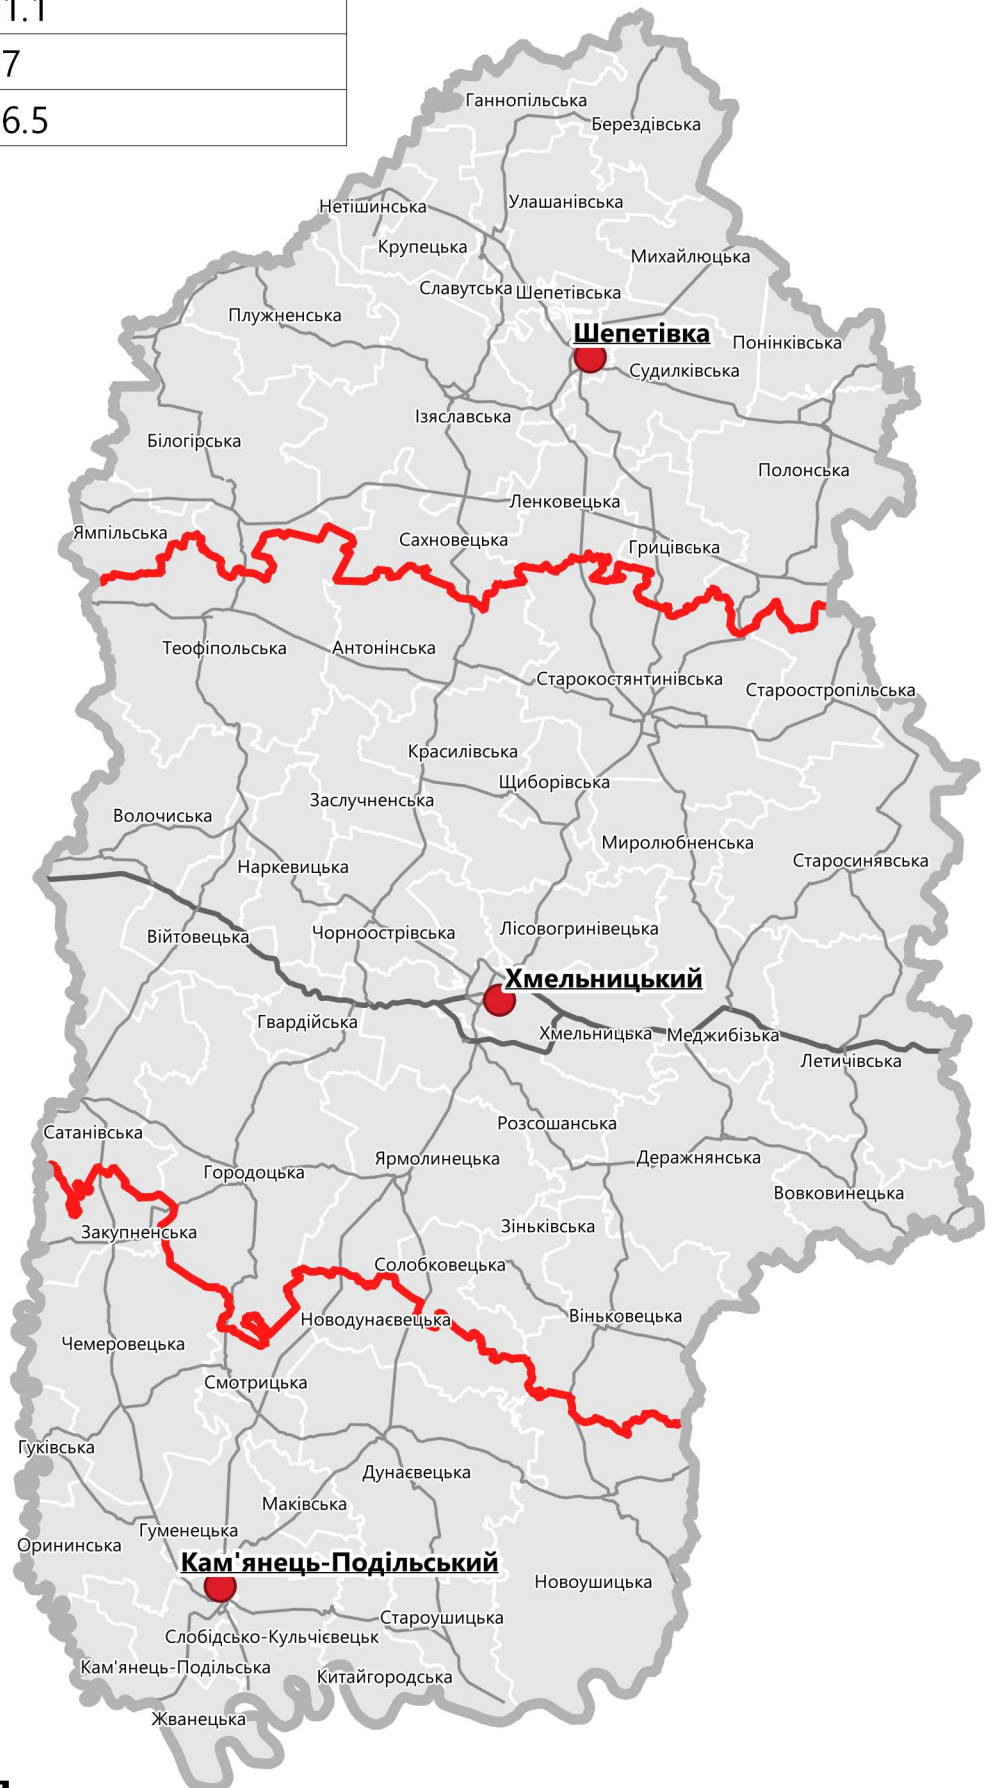 1.1
7
6.5
Ганнопільська
Берездівська
Улашанівська
Нетішинська
Крупецька
Михайлюцька
Славутська
Шепетівська
Плужненська
Шепетівка
Понінківська
Судилківська
Ізяславська
Білогірська
Полонська
Ленковецька
Ямпільська
Сахновецька
Грицівська
Теофіпольська
Антонінська
Старокостянтинівська
Староостропільська
Красилівська
Щиборівська
Заслучненська
Волочиська
Миролюбненська
Старосинявська
Наркевицька
Війтовецька
Чорноострівська
Лісовогринівецька
Хмельницький
Гвардійська
Хмельницька
Меджибізька
Летичівська
Розсошанська
Сатанівська
Ярмолинецька
Деражнянська
Городоцька
Вовковинецька
Закупненська
Зіньківська
Солобковецька
Новодунаєвецька
Віньковецька
Чемеровецька
Смотрицька
Гуківська
Дунаєвецька
Маківська
Гуменецька
Орининська
Кам'янець-Подільський
Новоушицька
Староушицька
Слобідсько-Кульчієвецьк
Кам'янець-Подільська
Китайгородська
Жванецька